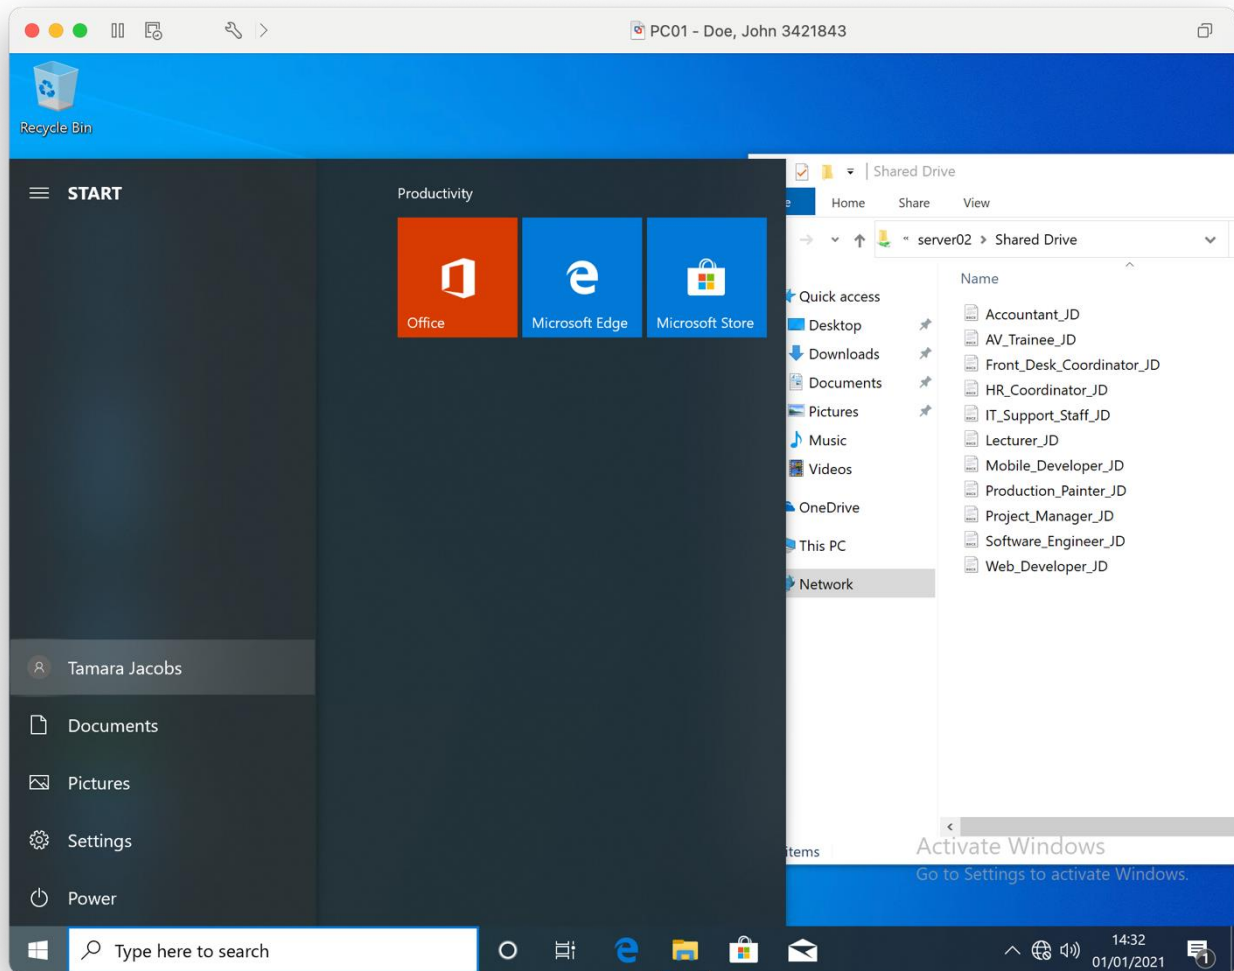 PC01 - Doe, John 3421843
Recycle Bin
START
Productivity
Office
Microsoft Edge
Microsoft Store
Tamara Jacobs
Documents
Pictures
Settings
Power
Type here to search
Shared Drive
Home Share View
« server02 > Shared Drive
Name
Quick access
Desktop
Downloads
Documents
Pictures
Music
Videos
OneDrive
This PC
Network
Accountant_JD
AV_Trainee_JD
Front_Desk_Coordinator_JD
HR_Coordinator_JD
IT_Support_Staff_JD
Lecturer_JD
Mobile_Developer_JD
Production_Painter_JD
Project_Manager_JD
Software_Engineer_JD
Web_Developer_JD
items
Activate Windows
Go to Settings to activate Windows.
14:32
01/01/2021
1